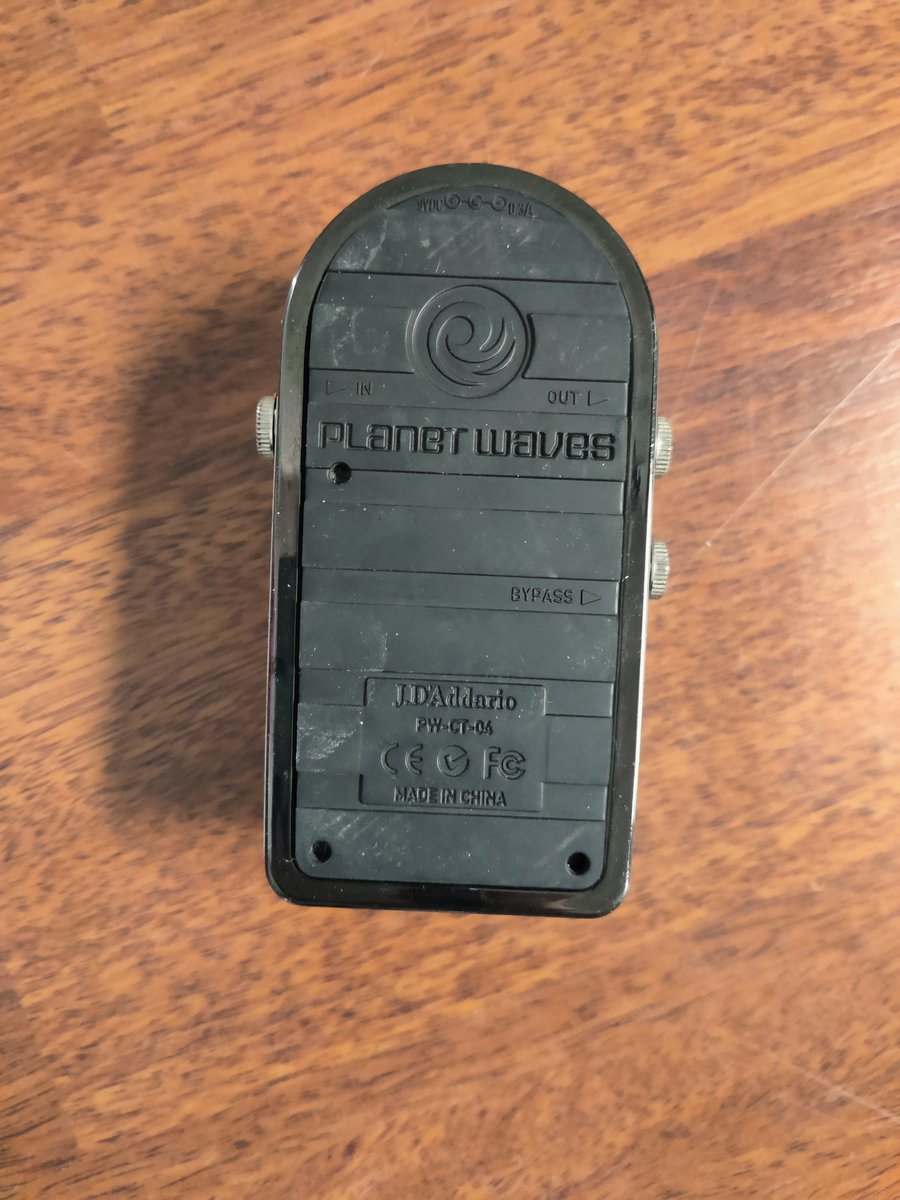 9VDC 0.3A
IN
OUT
PLANET WAVES
BYPASS
J.D'Addario
PW-CT-04
CE FC
MADE IN CHINA